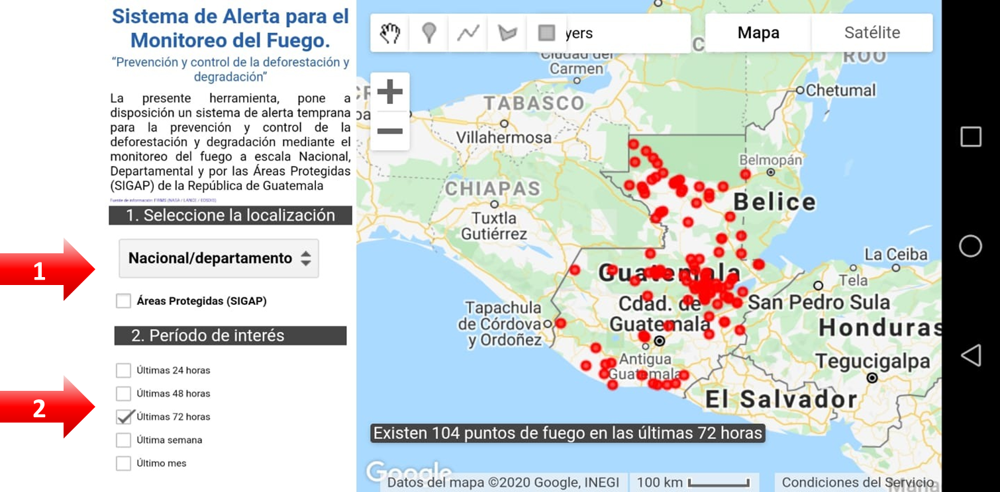 Sistema de Alerta para el
Monitoreo del Fuego.
“Prevención y control de la deforestación y
degradación”
La presente herramienta, pone a
disposición un sistema de alerta temprana
para la prevención y control de la
deforestación y degradación mediante el
monitoreo del fuego a escala Nacional,
Departamental y por las Áreas Protegidas
(SIGAP) de la República de Guatemala
Fuente de información: FIRMS (NASA / LANCE / EOSDIS)
1. Seleccione la localización
1
Nacional/departamento
Áreas Protegidas (SIGAP)
2. Período de interés
2
Últimas 24 horas
Últimas 48 horas
Últimas 72 horas
Última semana
Último mes
yers
Mapa
Satélite
ROO
Ciudad del
Carmen
Chetumal
TABASCO
Villahermosa
Belmopán
CHIAPAS
Belice
Tuxtla
Gutiérrez
La Ceiba
Guatemala
Tela
Tapachula
de Córdova
y Ordoñez
Cdad. de
Guatemala
San Pedro Sula
Honduras
Antigua
Guatemala
Tegucigalpa
El Salvador
Existen 104 puntos de fuego en las últimas 72 horas
Google
Datos del mapa ©2020 Google, INEGI
100 km
Condiciones del Servicio